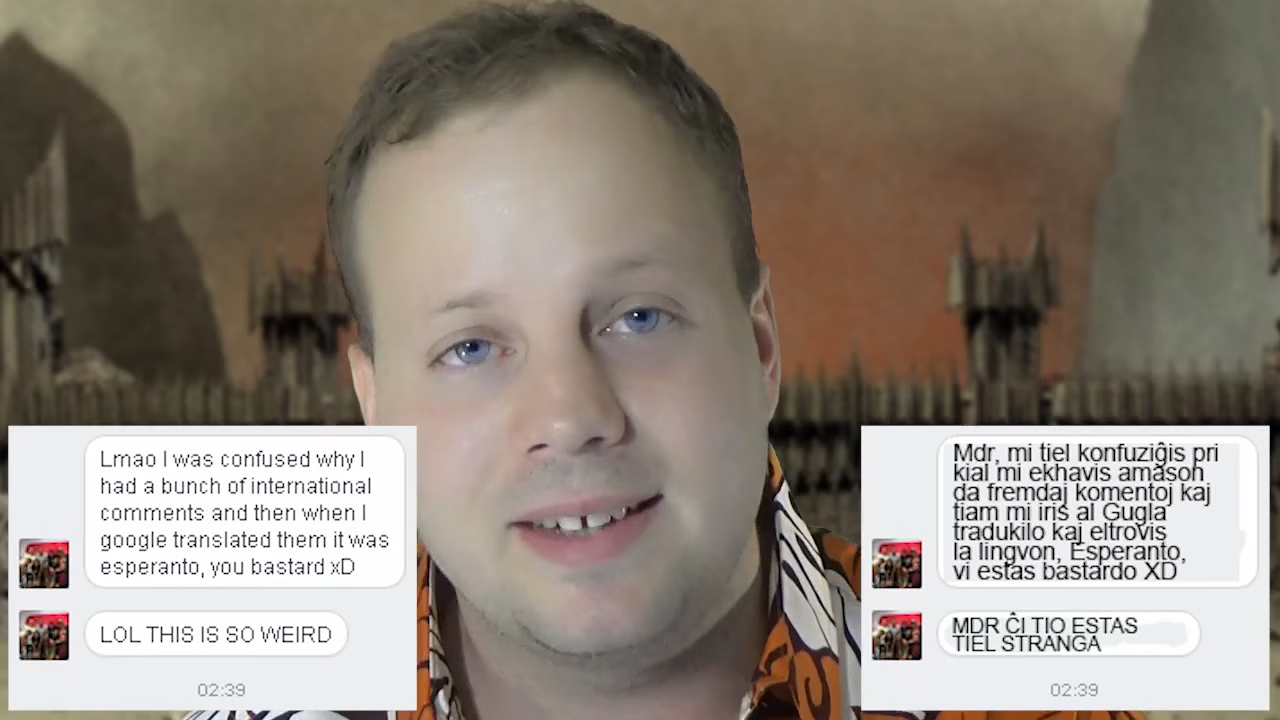 Lmao I was confused why I
had a bunch of international
comments and then when I
google translated them it was
esperanto, you bastard xD
LOL THIS IS SO WEIRD
02:39
Mdr, mi tiel konfuziĝis pri
kial mi ekhavis amason
da fremdaj komentoj kaj
tiam mi iris al Gugla
tradukilo kaj eltrovis
la lingvon, Esperanto,
vi estas bastardo XD
MDR ĈI TIO ESTAS
TIEL STRANGA
02:39